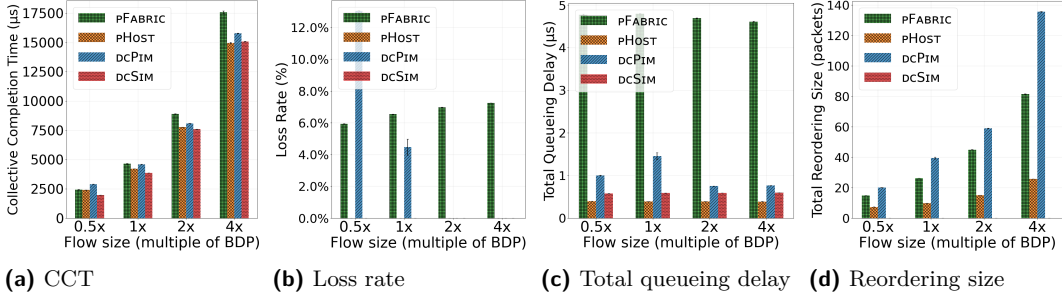 Collective Completion Time (μs)
17500
15000
12500
10000
7500
5000
2500
0
pFabric
pHost
dcPim
dcSim
0.5x 1x 2x 4x
Flow size (multiple of BDP)
(a) CCT
Loss Rate (%)
12.0%
10.0%
8.0%
6.0%
4.0%
2.0%
0.0%
pFabric
pHost
dcPim
dcSim
0.5x 1x 2x 4x
Flow size (multiple of BDP)
(b) Loss rate
Total Queueing Delay (μs)
5
4
3
2
1
0
pFabric
pHost
dcPim
dcSim
0.5x 1x 2x 4x
Flow size (multiple of BDP)
(c) Total queueing delay
Total Reordering Size (packets)
140
120
100
80
60
40
20
0
pFabric
pHost
dcPim
dcSim
0.5x 1x 2x 4x
Flow size (multiple of BDP)
(d) Reordering size